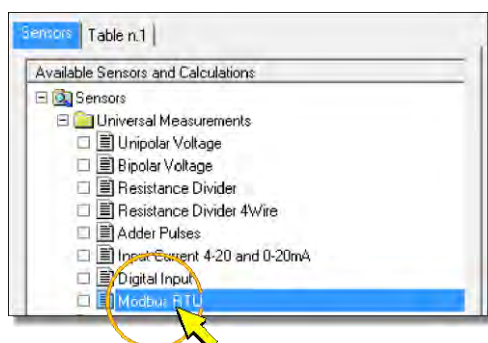 Sensors Table n.1
Available Sensors and Calculations
Sensors
Universal Measurements
Unipolar Voltage
Bipolar Voltage
Resistance Divider
Resistance Divider 4Wire
Adder Pulses
Input Current 4-20 and 0-20mA
Digital Input
Modbus RTU